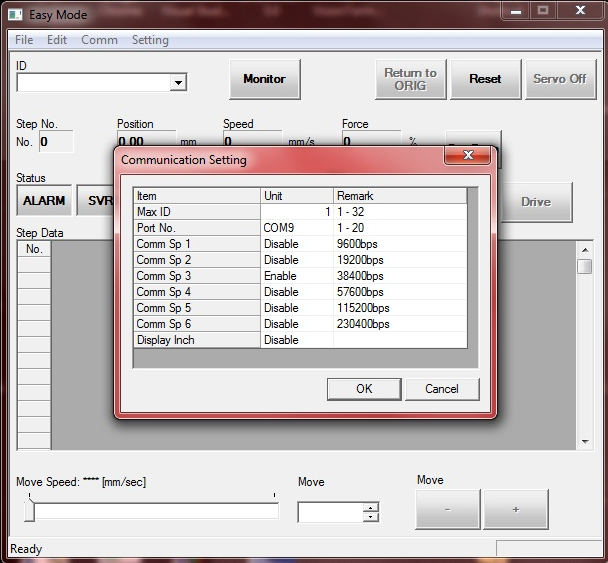 Easy Mode
File Edit Comm Setting
ID
Monitor
Return to ORIG
Reset
Servo Off
Step No. Position Speed Force
No. 0 0.00 mm 0 mm/s 0 %
Communication Setting
Status
ALARM SVR
Drive
Item Unit Remark
Max ID 1 1 - 32
Port No. COM9 1 - 20
Comm Sp 1 Disable 9600bps
Comm Sp 2 Disable 19200bps
Comm Sp 3 Enable 38400bps
Comm Sp 4 Disable 57600bps
Comm Sp 5 Disable 115200bps
Comm Sp 6 Disable 230400bps
Display Inch Disable
Step Data
No.
OK Cancel
Move Speed: **** [mm/sec] Move Move
- +
Ready